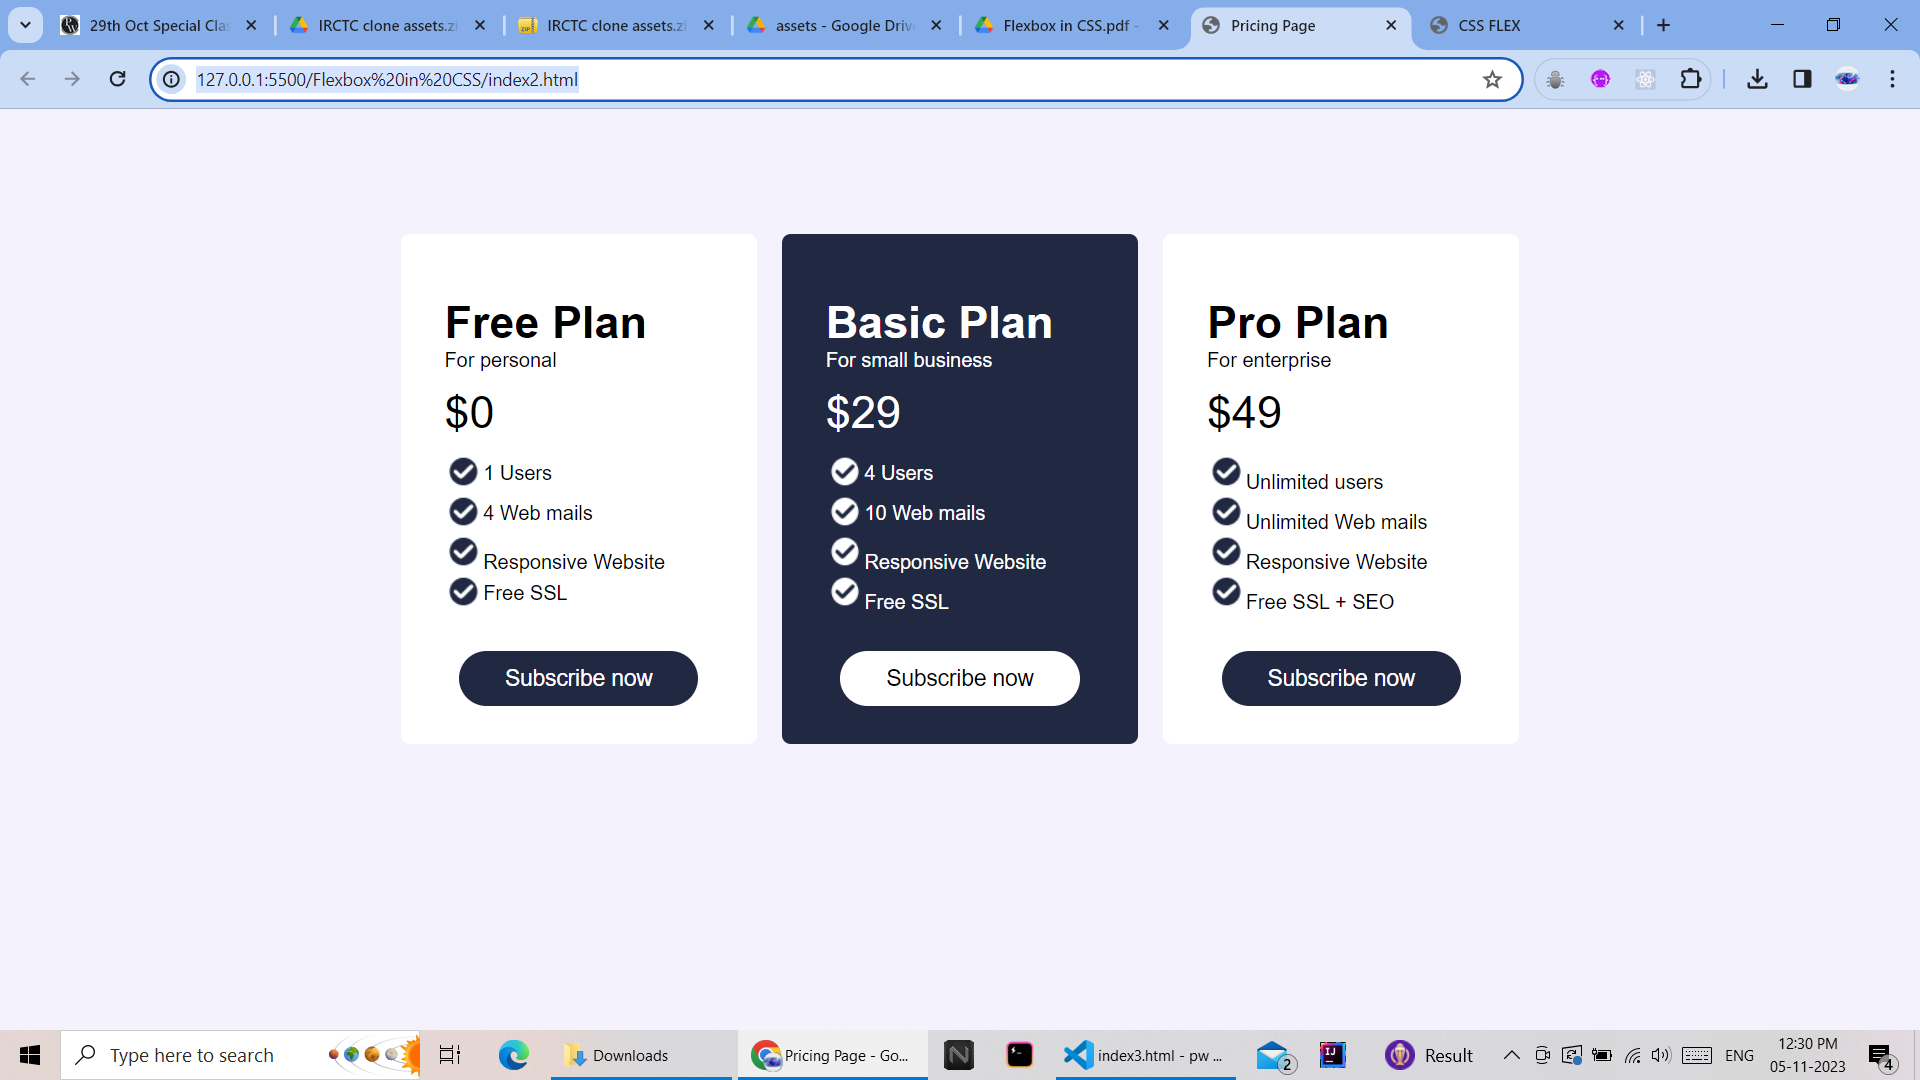 29th Oct Special Cla
IRCTC clone assets.zi
IRCTC clone assets.zi
assets - Google Driv
Flexbox in CSS.pdf -
Pricing Page
CSS FLEX
127.0.0.1:5500/Flexbox%20in%20CSS/index2.html
Free Plan
For personal
$0
1 Users
4 Web mails
Responsive Website
Free SSL
Subscribe now
Basic Plan
For small business
$29
4 Users
10 Web mails
Responsive Website
Free SSL
Subscribe now
Pro Plan
For enterprise
$49
Unlimited users
Unlimited Web mails
Responsive Website
Free SSL + SEO
Subscribe now
Type here to search
Downloads
Pricing Page - Go...
index3.html - pw ...
2
Result
ENG
12:30 PM
05-11-2023
4